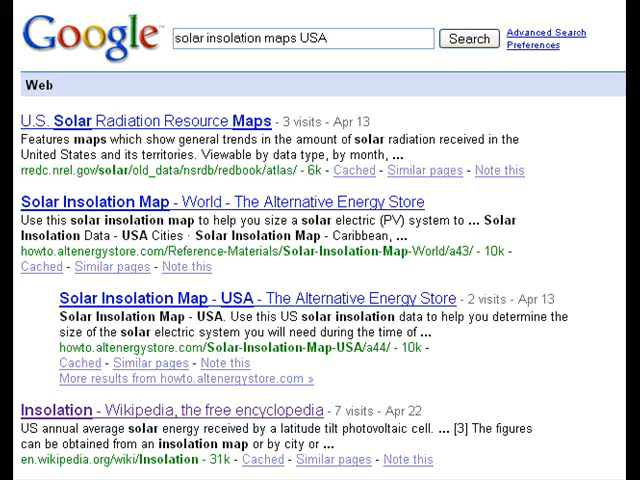 Google™
solar insolation maps USA
Search
Advanced Search
Preferences
Web
U.S. Solar Radiation Resource Maps - 3 visits - Apr 13
Features maps which show general trends in the amount of solar radiation received in the
United States and its territories. Viewable by data type, by month, ...
rredc.nrel.gov/solar/old_data/nsrdb/redbook/atlas/ - 6k - Cached - Similar pages - Note this
Solar Insolation Map - World - The Alternative Energy Store
Use this solar insolation map to help you size a solar electric (PV) system to ... Solar
Insolation Data - USA Cities · Solar Insolation Map - Caribbean, ...
howto.altenergystore.com/Reference-Materials/Solar-Insolation-Map-World/a43/ - 10k -
Cached - Similar pages - Note this
Solar Insolation Map - USA - The Alternative Energy Store - 2 visits - Apr 13
Solar Insolation Map - USA. Use this US solar insolation data to help you determine the
size of the solar electric system you will need during the time of ...
howto.altenergystore.com/Solar-Insolation-Map-USA/a44/ - 10k -
Cached - Similar pages - Note this
More results from howto.altenergystore.com »
Insolation - Wikipedia, the free encyclopedia - 7 visits - Apr 22
US annual average solar energy received by a latitude tilt photovoltaic cell. ... [3] The figures
can be obtained from an insolation map or by city or ...
en.wikipedia.org/wiki/Insolation - 31k - Cached - Similar pages - Note this